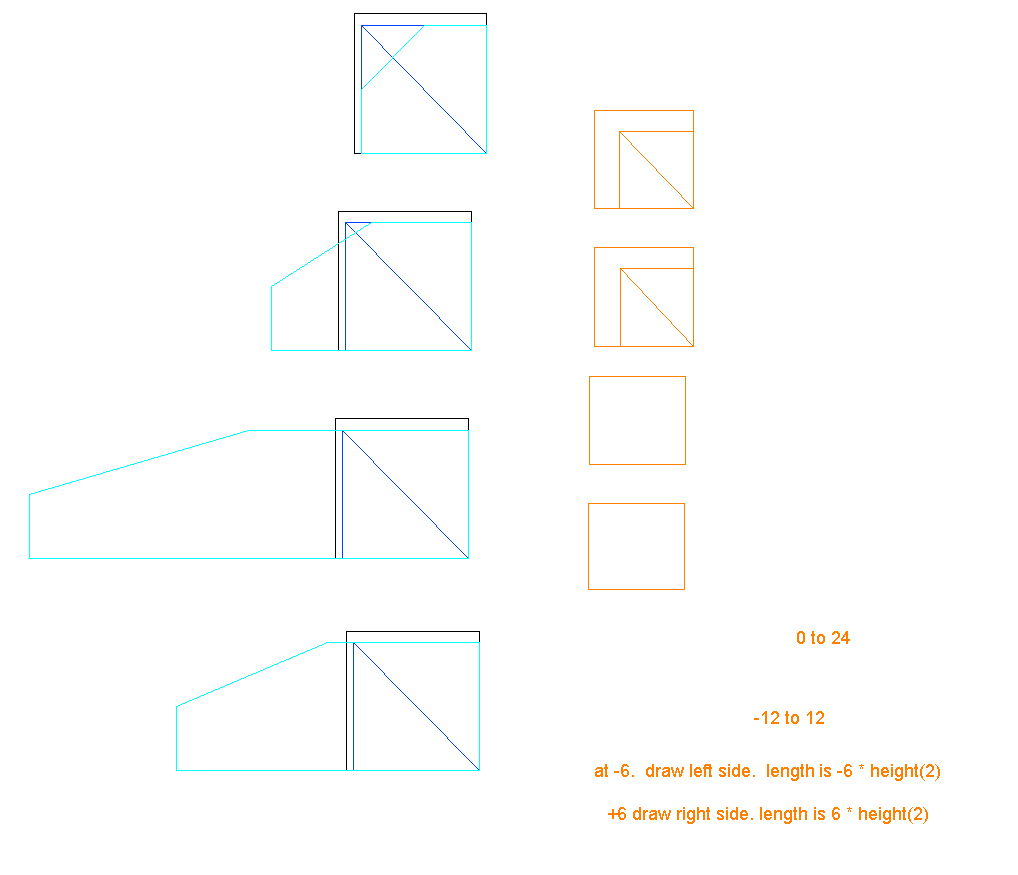 0 to 24
-12 to 12
at -6.  draw left side.  length is -6 * height(2)
+6 draw right side. length is 6 * height(2)